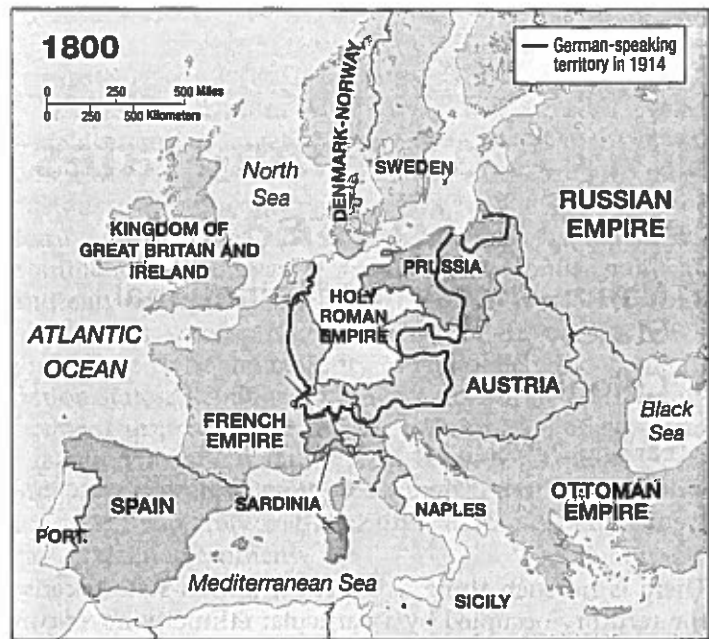 1800
German-speaking
territory in 1914
0 250 500 Miles
0 250 500 Kilometers
DENMARK-NORWAY
North
Sea
SWEDEN
RUSSIAN
EMPIRE
KINGDOM OF
GREAT BRITAIN AND
IRELAND
PRUSSIA
HOLY
ROMAN
EMPIRE
ATLANTIC
OCEAN
AUSTRIA
FRENCH
EMPIRE
Black
Sea
SPAIN
SARDINIA
NAPLES
OTTOMAN
EMPIRE
PORT.
Mediterranean Sea
SICILY